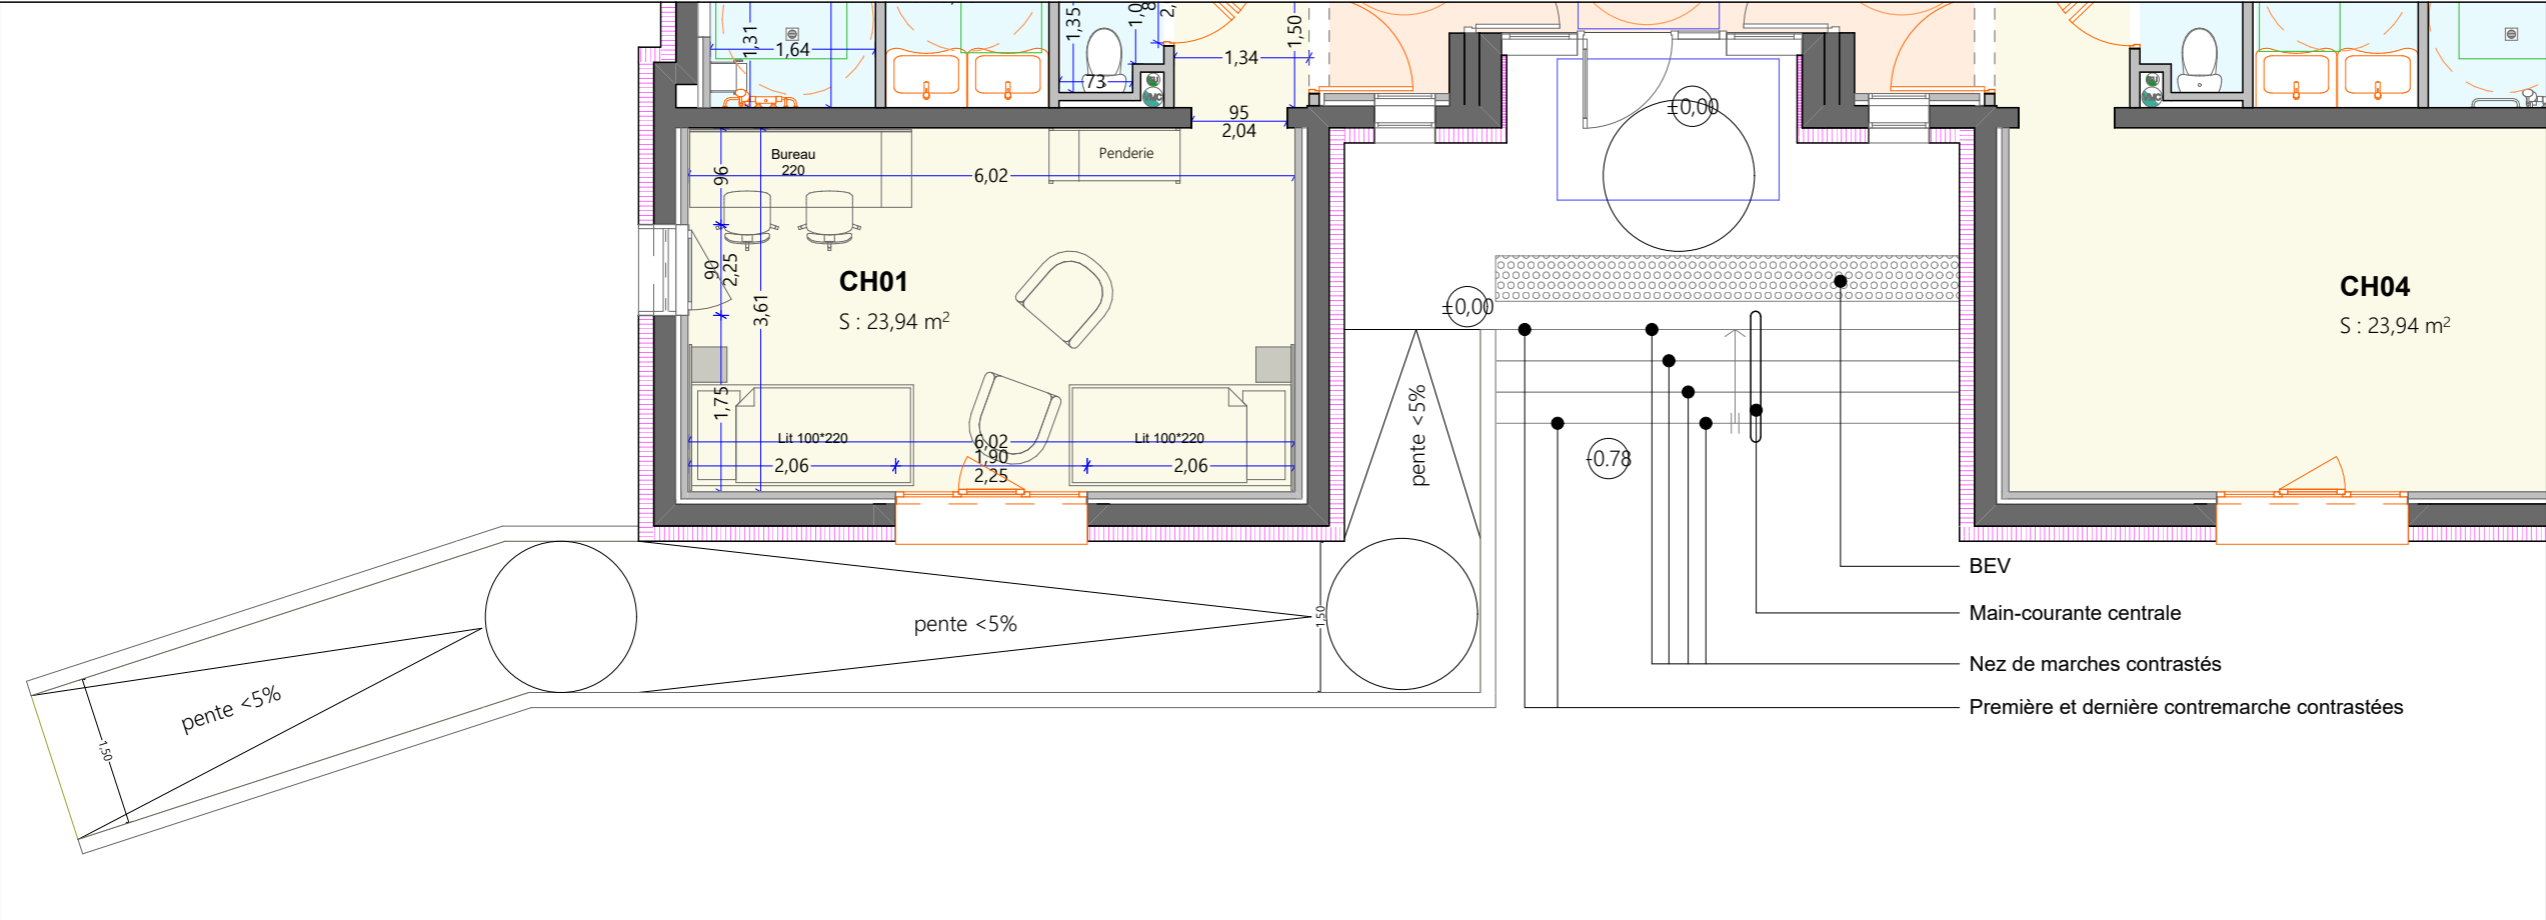 1,31
1,64
1,35
73
1,34
1,50
95
2,04
±0,00
Bureau
220
Penderie
96
6,02
90
2,25
3,61
CH01
S : 23,94 m²
1,75
Lit 100*220
Lit 100*220
6,02
2,06
1,90
2,06
2,25
±0,00
pente <5%
-0.78
CH04
S : 23,94 m²
BEV
Main-courante centrale
Nez de marches contrastés
Première et dernière contremarche contrastées
pente <5%
1,50
pente <5%
1,50